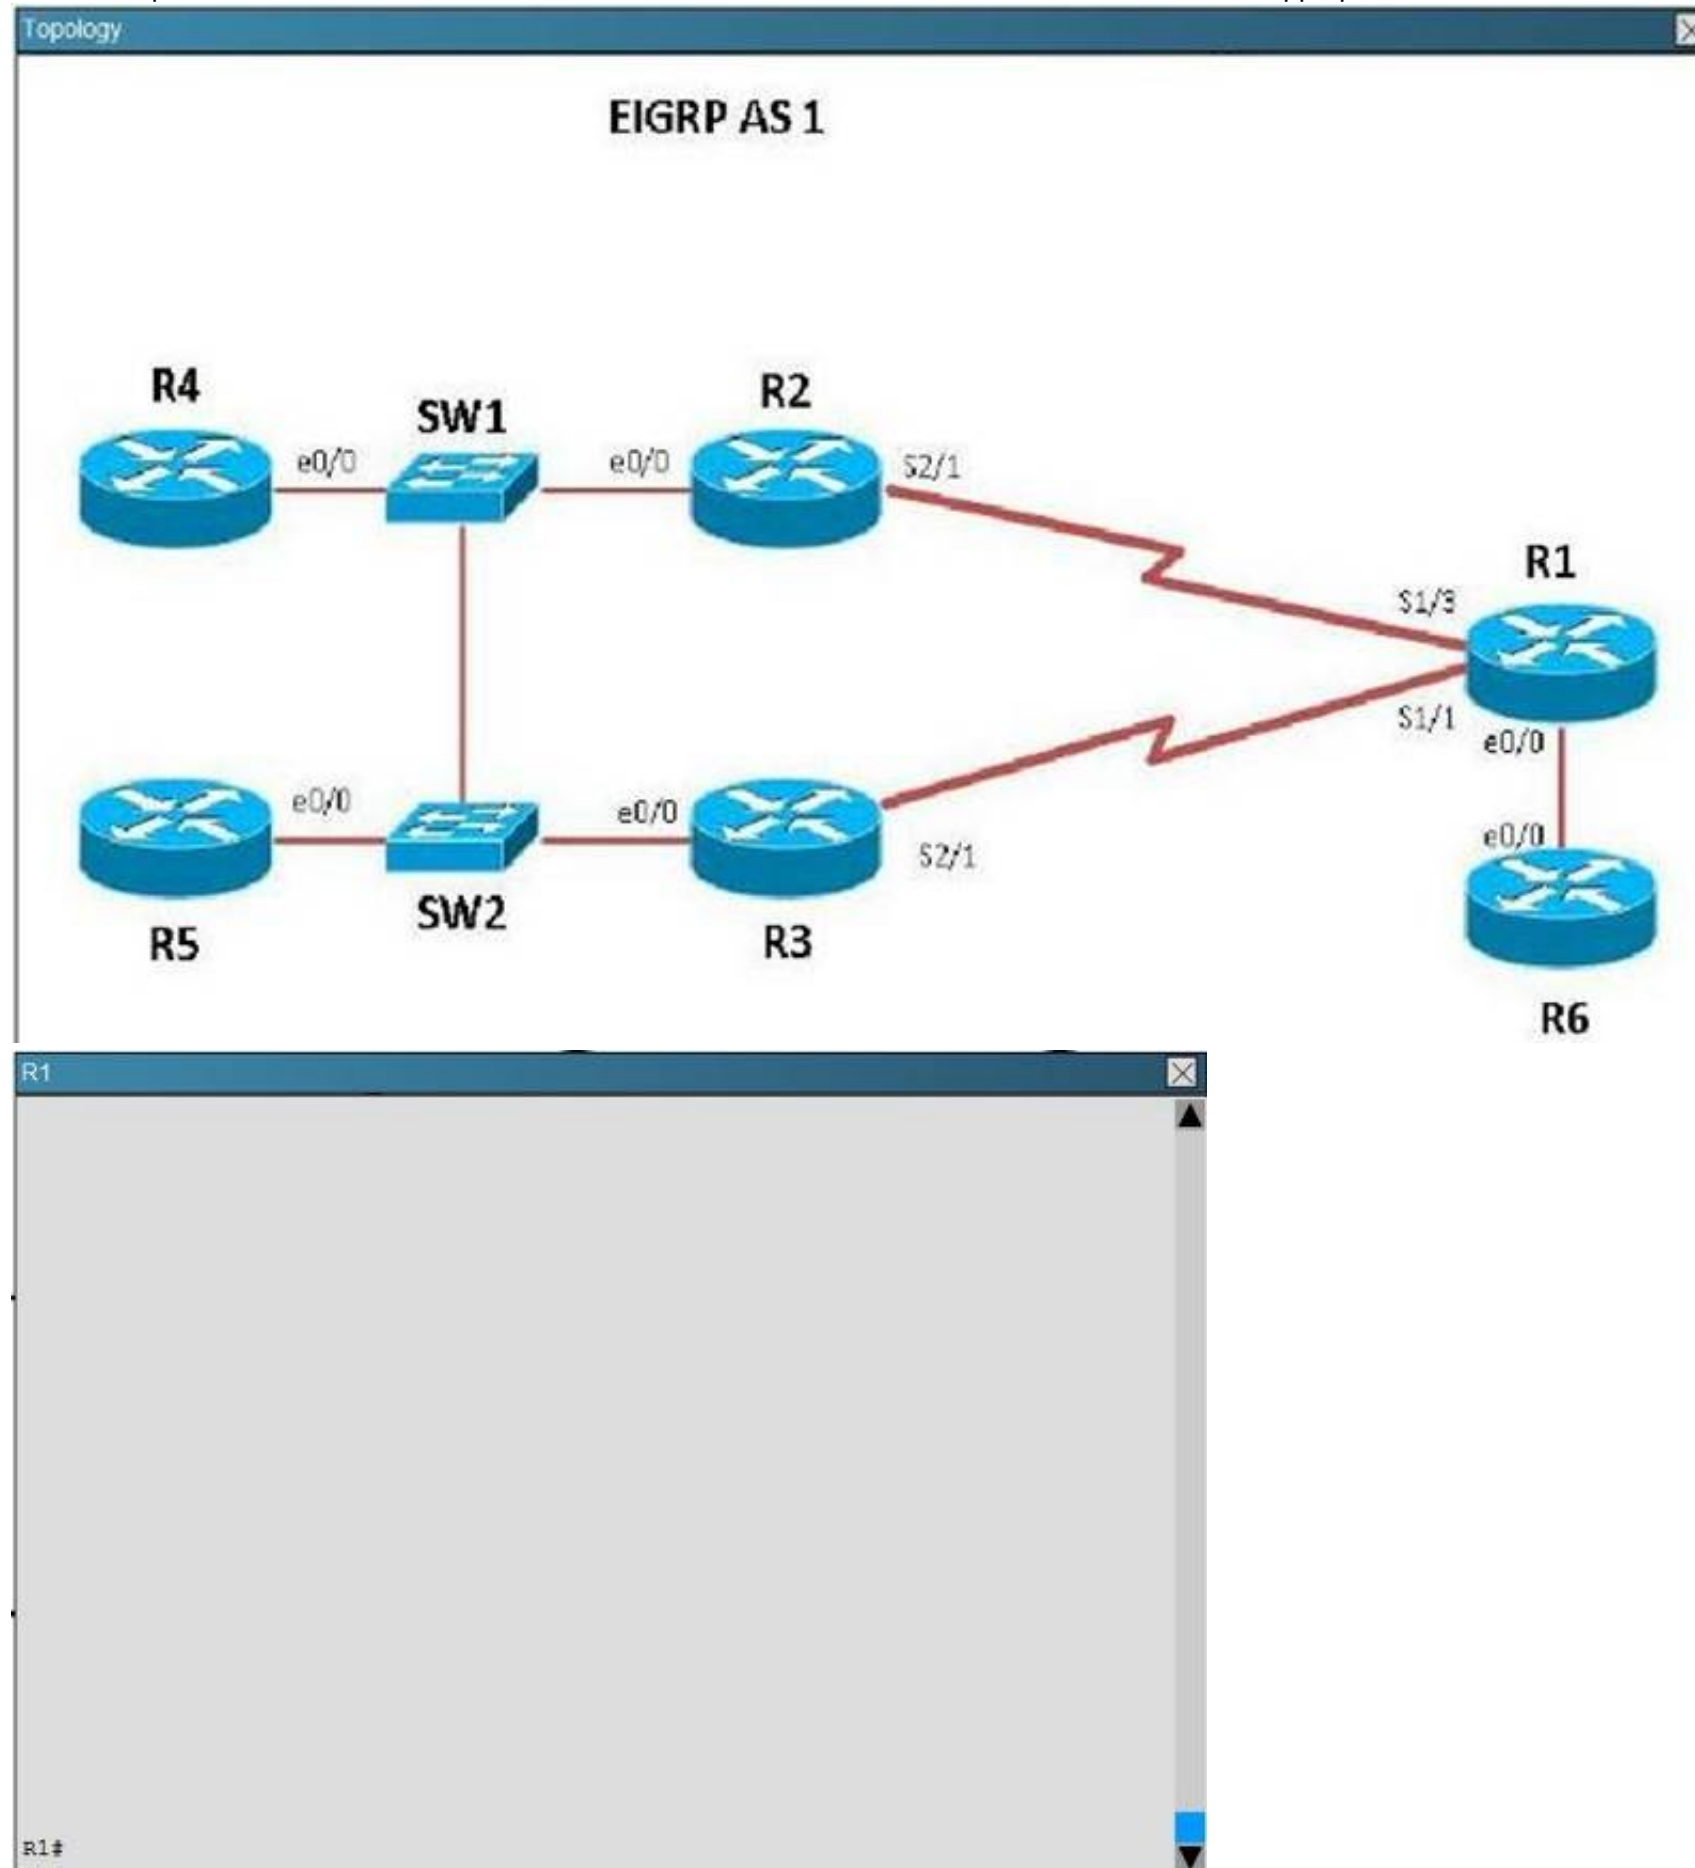 Topology
EIGRP AS 1
R4
SW1
R2
e0/0
e0/0
S2/1
R1
S1/3
S1/1
e0/0
e0/0
e0/0
e0/0
S2/1
SW2
R5
R3
R6
R1
R1#